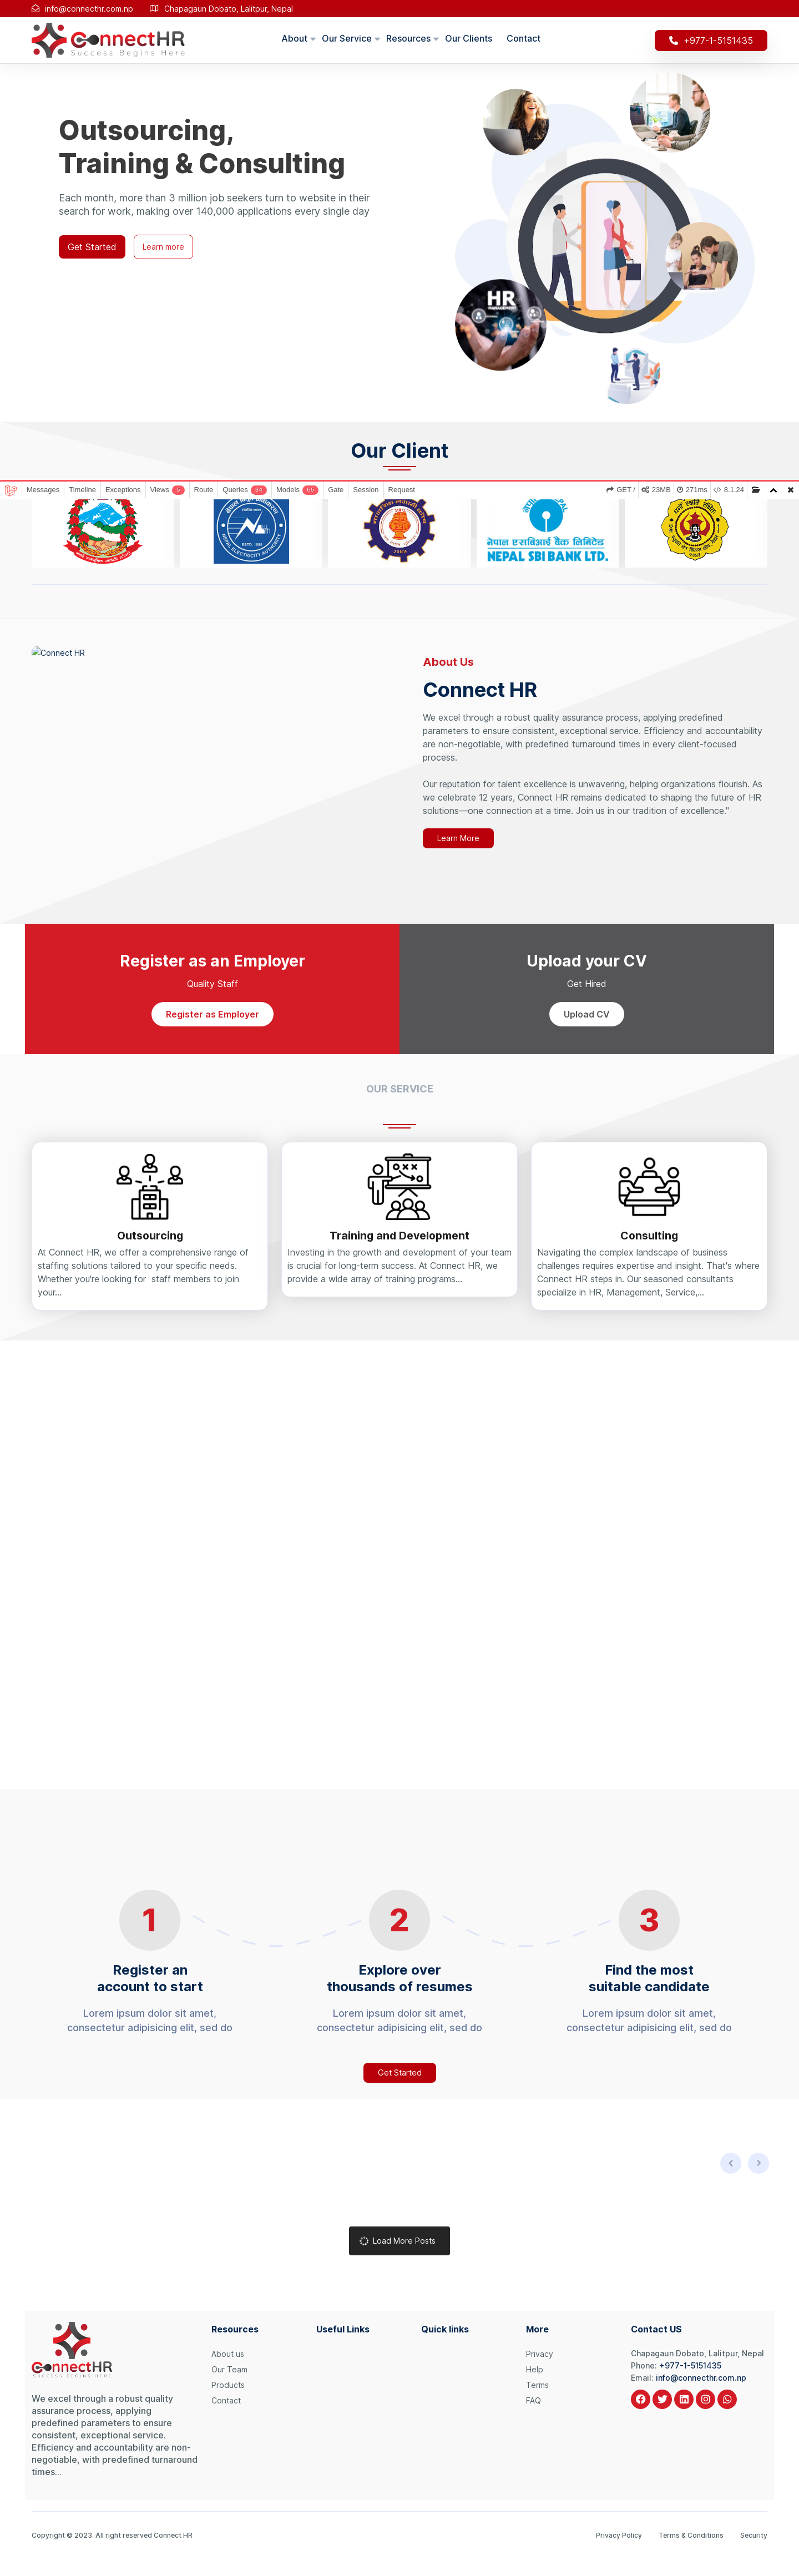 info@connecthr.com.np Chapagaun Dobato, Lalitpur, Nepal
ConnectHR
Success Begins Here
About Our Service Resources Our Clients Contact
+977-1-5151435
Outsourcing,
Training & Consulting
Each month, more than 3 million job seekers turn to website in their
search for work, making over 140,000 applications every single day
Get Started Learn more
HR
MANAGEMENT
Our Client
Messages Timeline Exceptions Views 5 Route Queries 34 Models 66 Gate Session Request GET / 23MB 271ms 8.1.24
NEPAL ELECTRICITY AUTHORITY
नेपाल एसबिआई बैंक लिमिटेड
NEPAL SBI BANK LTD.
Connect HR
About Us
Connect HR
We excel through a robust quality assurance process, applying predefined
parameters to ensure consistent, exceptional service. Efficiency and accountability
are non-negotiable, with predefined turnaround times in every client-focused
process.
Our reputation for talent excellence is unwavering, helping organizations flourish. As
we celebrate 12 years, Connect HR remains dedicated to shaping the future of HR
solutions—one connection at a time. Join us in our tradition of excellence."
Learn More
Register as an Employer
Quality Staff
Register as Employer
Upload your CV
Get Hired
Upload CV
OUR SERVICE
Outsourcing
At Connect HR, we offer a comprehensive range of
staffing solutions tailored to your specific needs.
Whether you're looking for staff members to join
your...
Training and Development
Investing in the growth and development of your team
is crucial for long-term success. At Connect HR, we
provide a wide array of training programs...
Consulting
Navigating the complex landscape of business
challenges requires expertise and insight. That's where
Connect HR steps in. Our seasoned consultants
specialize in HR, Management, Service,...
1
Register an
account to start
Lorem ipsum dolor sit amet,
consectetur adipisicing elit, sed do
2
Explore over
thousands of resumes
Lorem ipsum dolor sit amet,
consectetur adipisicing elit, sed do
3
Find the most
suitable candidate
Lorem ipsum dolor sit amet,
consectetur adipisicing elit, sed do
Get Started
Load More Posts
ConnectHR
SUCCESS BEGINS HERE
We excel through a robust quality
assurance process, applying
predefined parameters to ensure
consistent, exceptional service.
Efficiency and accountability are non-
negotiable, with predefined turnaround
times...
Resources
About us
Our Team
Products
Contact
Useful Links
Quick links
More
Privacy
Help
Terms
FAQ
Contact US
Chapagaun Dobato, Lalitpur, Nepal
Phone: +977-1-5151435
Email: info@connecthr.com.np
Copyright © 2023. All right reserved Connect HR
Privacy Policy Terms & Conditions Security